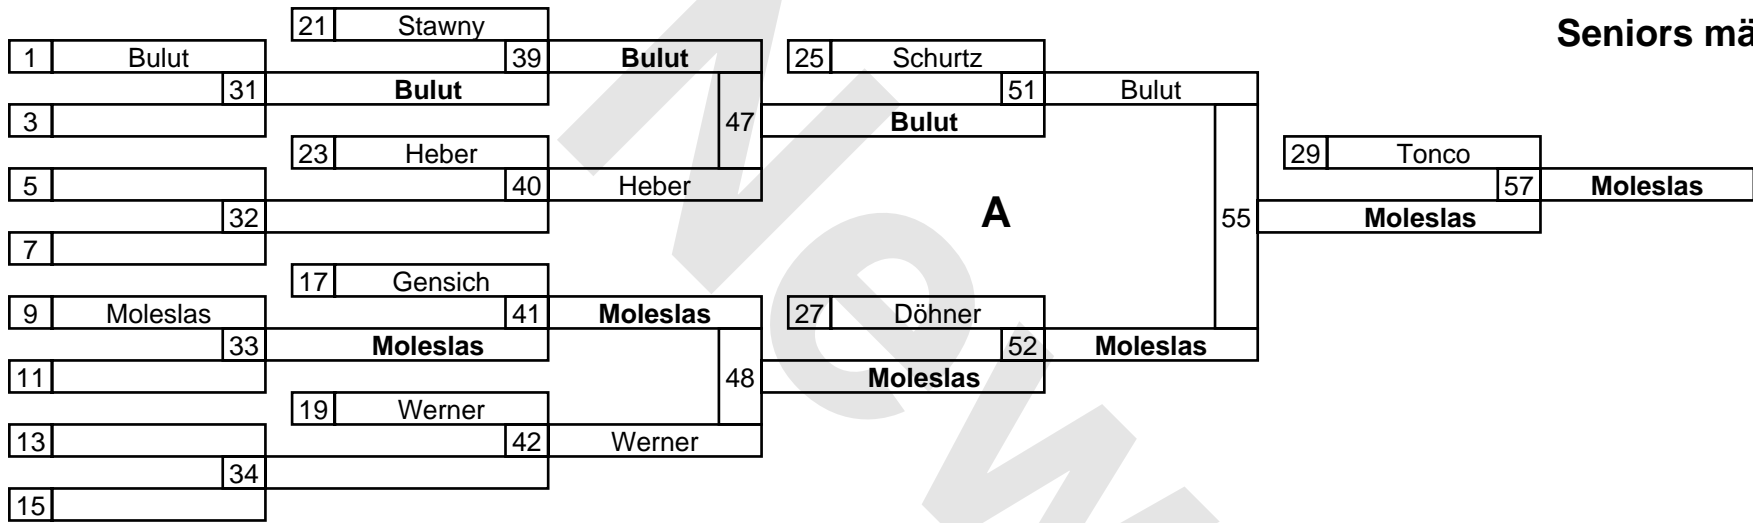 21 Stawny
Seniors mä
1 Bulut 39 Bulut 25 Schurtz
31 Bulut 51 Bulut
3 47 Bulut
23 Heber 29 Tonco
5 40 Heber 57 Moleslas
32 A 55 Moleslas
7
17 Gensich
9 Moleslas 41 Moleslas 27 Döhner
33 Moleslas 52 Moleslas
11 48 Moleslas
19 Werner
13 42 Werner
34
15
New